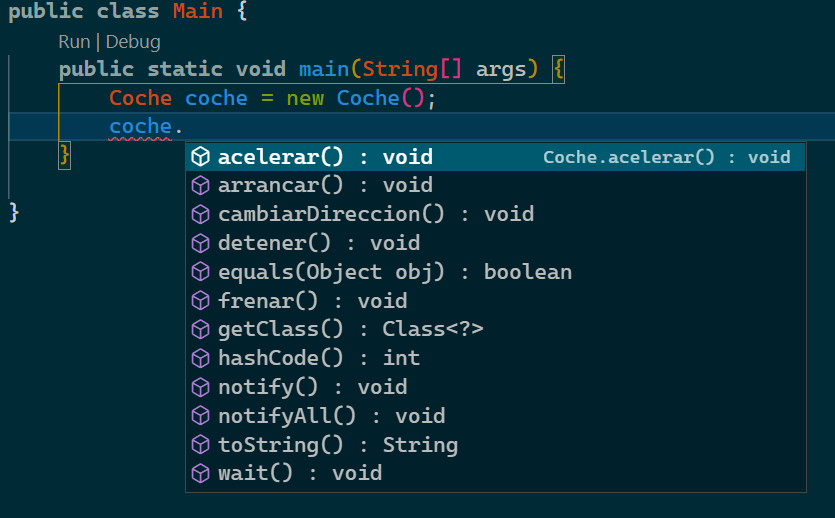 public class Main {
Run | Debug
public static void main(String[] args) {
Coche coche = new Coche();
coche.
acelerar() : void Coche.acelerar() : void
} arrancar() : void
cambiarDireccion() : void
} detener() : void
equals(Object obj) : boolean
frenar() : void
getClass() : Class<?>
hashCode() : int
notify() : void
notifyAll() : void
toString() : String
wait() : void